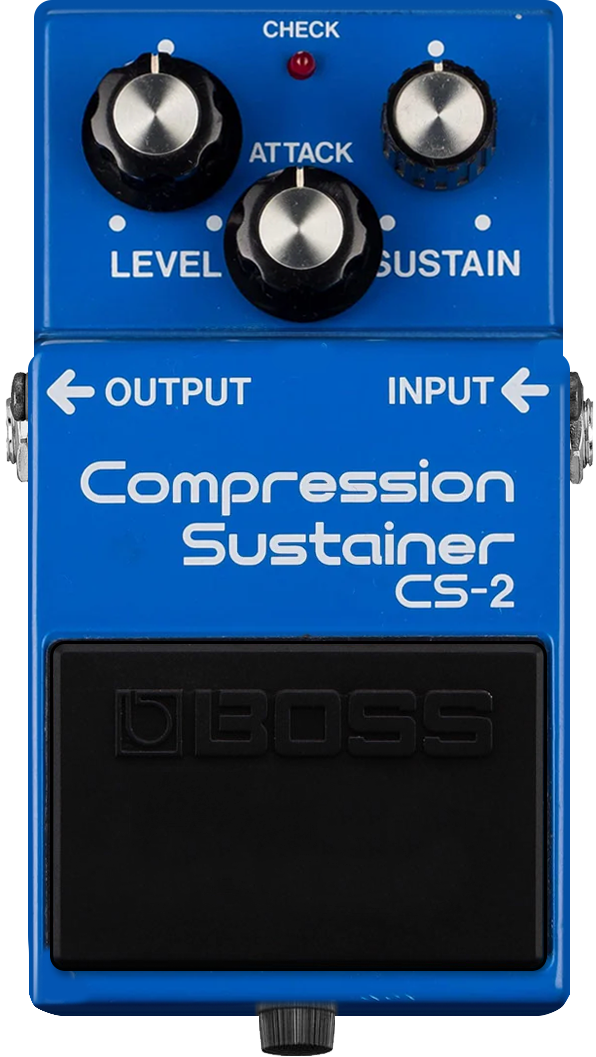 CHECK
ATTACK
LEVEL
SUSTAIN
OUTPUT
INPUT
Compression
Sustainer
CS-2
BOSS